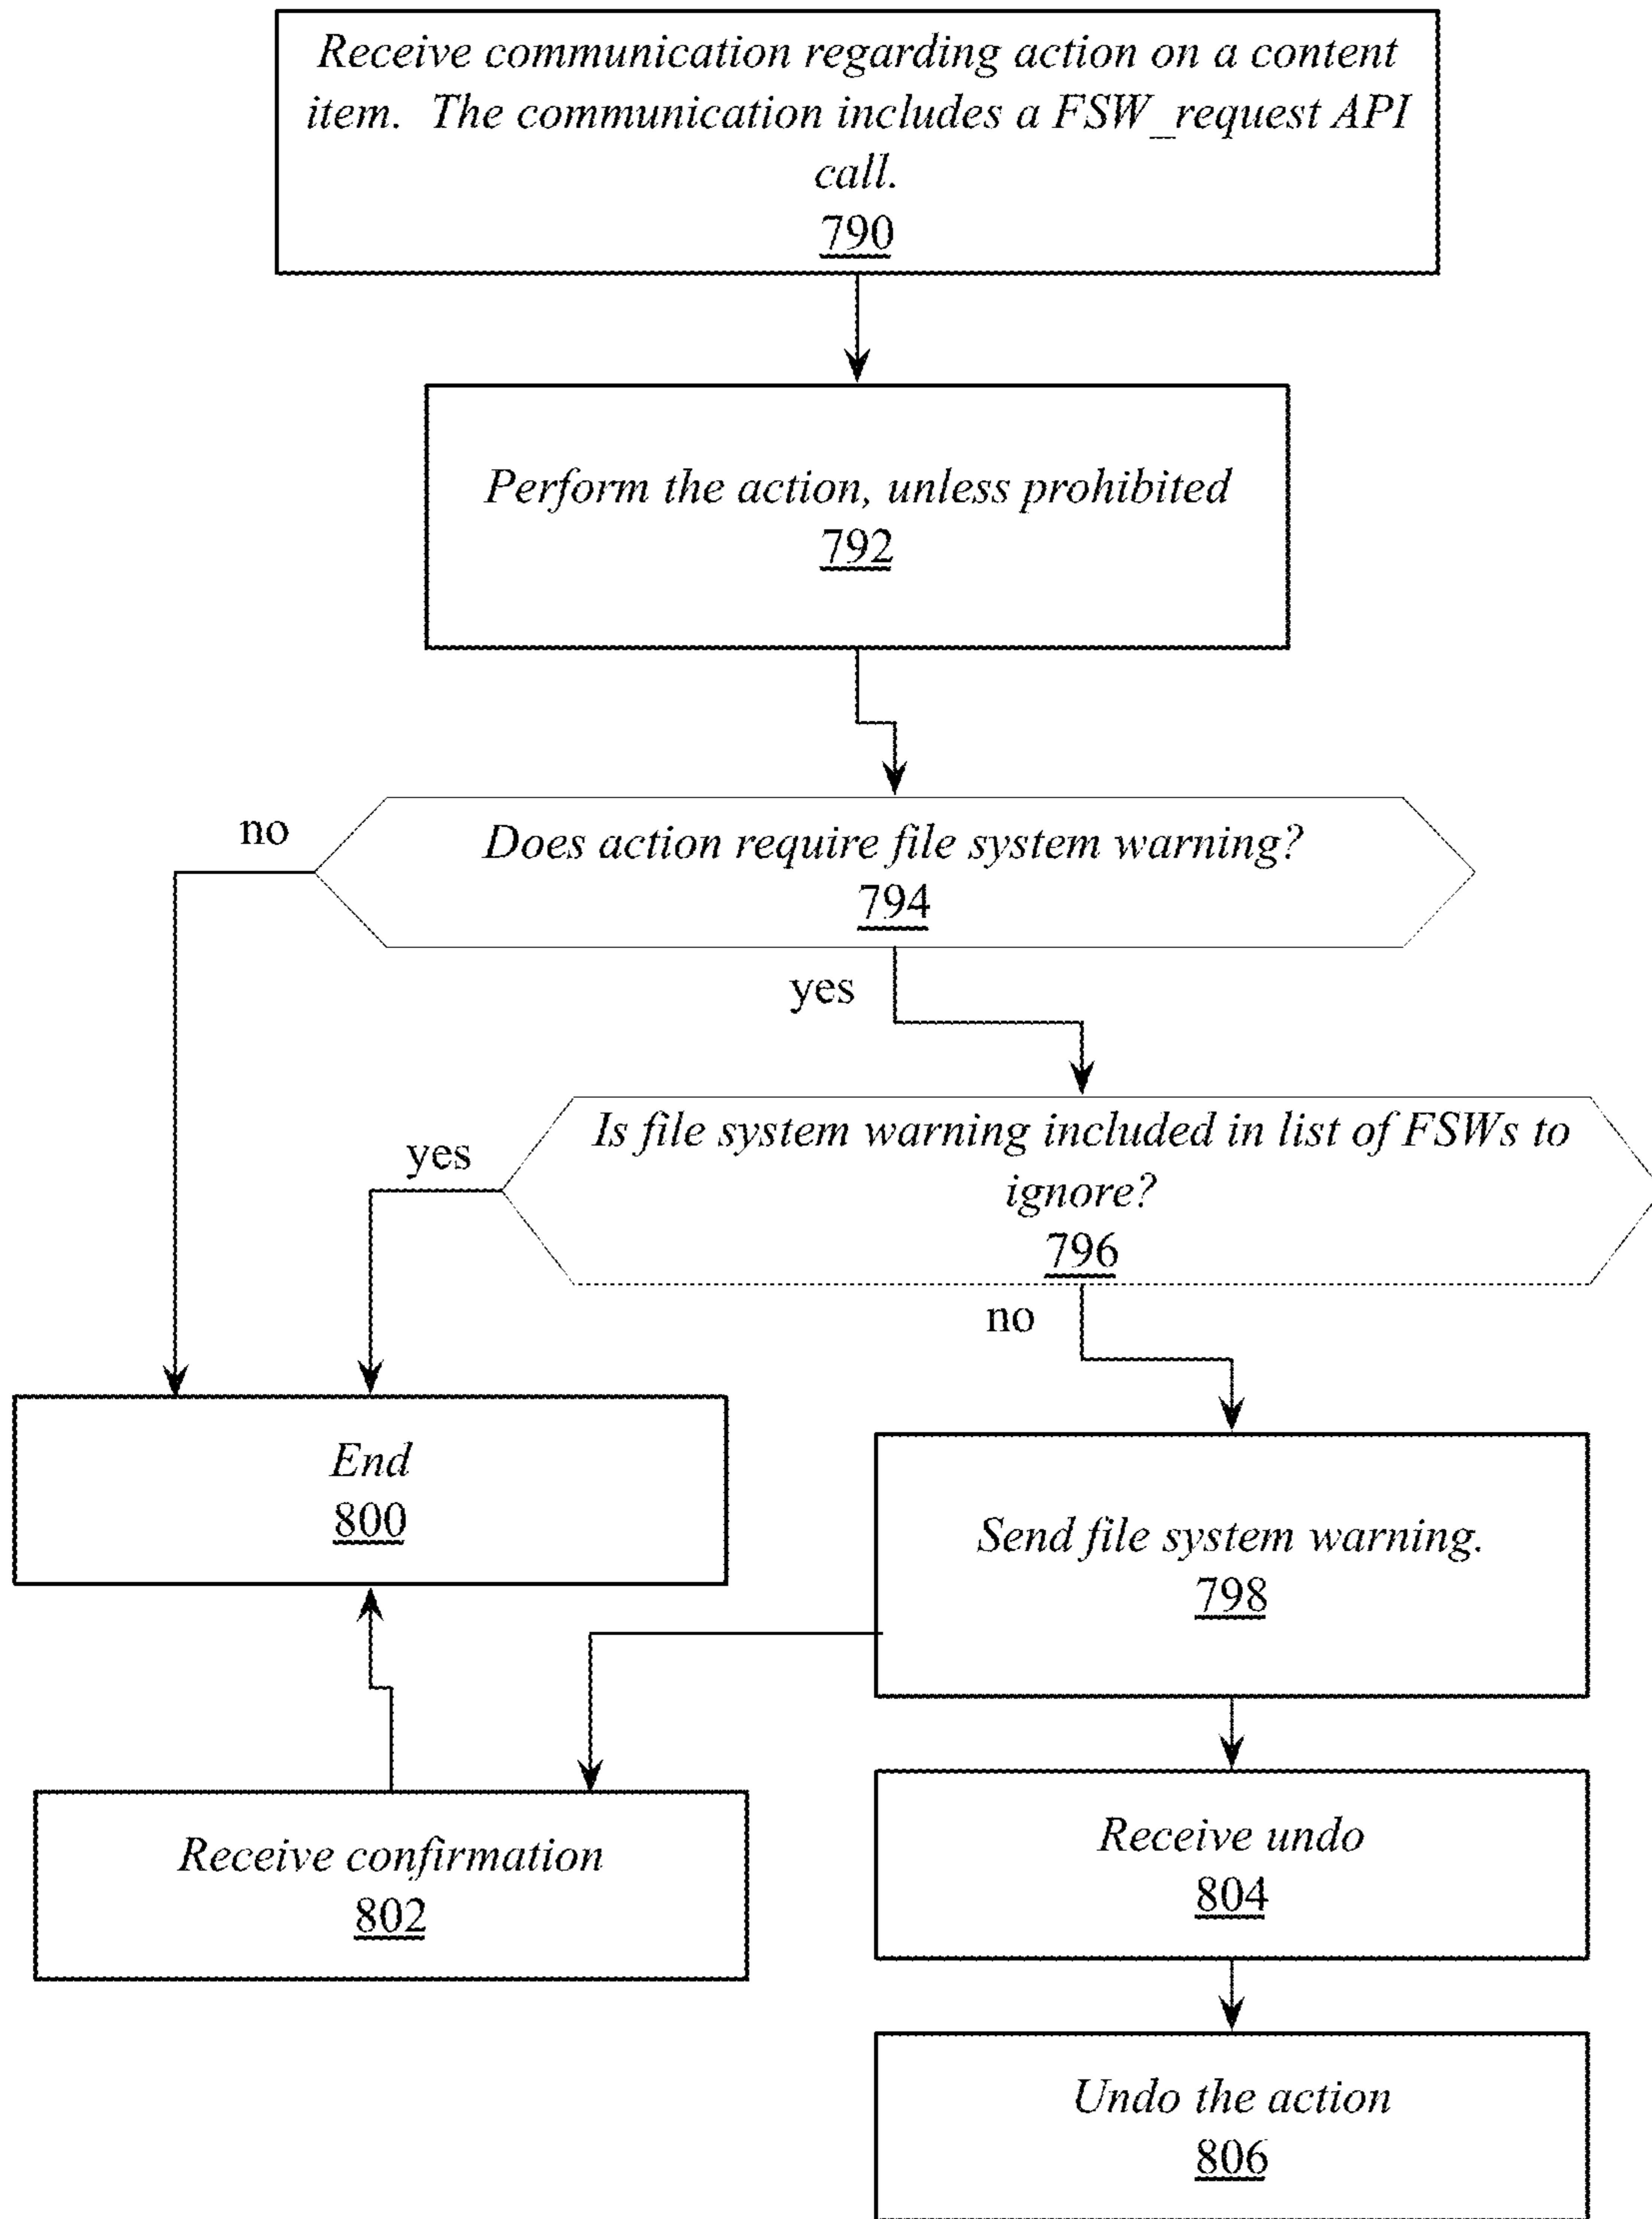 Receive communication regarding action on a content
item. The communication includes a FSW_request API
call.
790
Perform the action, unless prohibited
792
no
Does action require file system warning?
794
yes
yes
Is file system warning included in list of FSWs to
ignore?
796
no
End
800
Send file system warning.
798
Receive confirmation
802
Receive undo
804
Undo the action
806